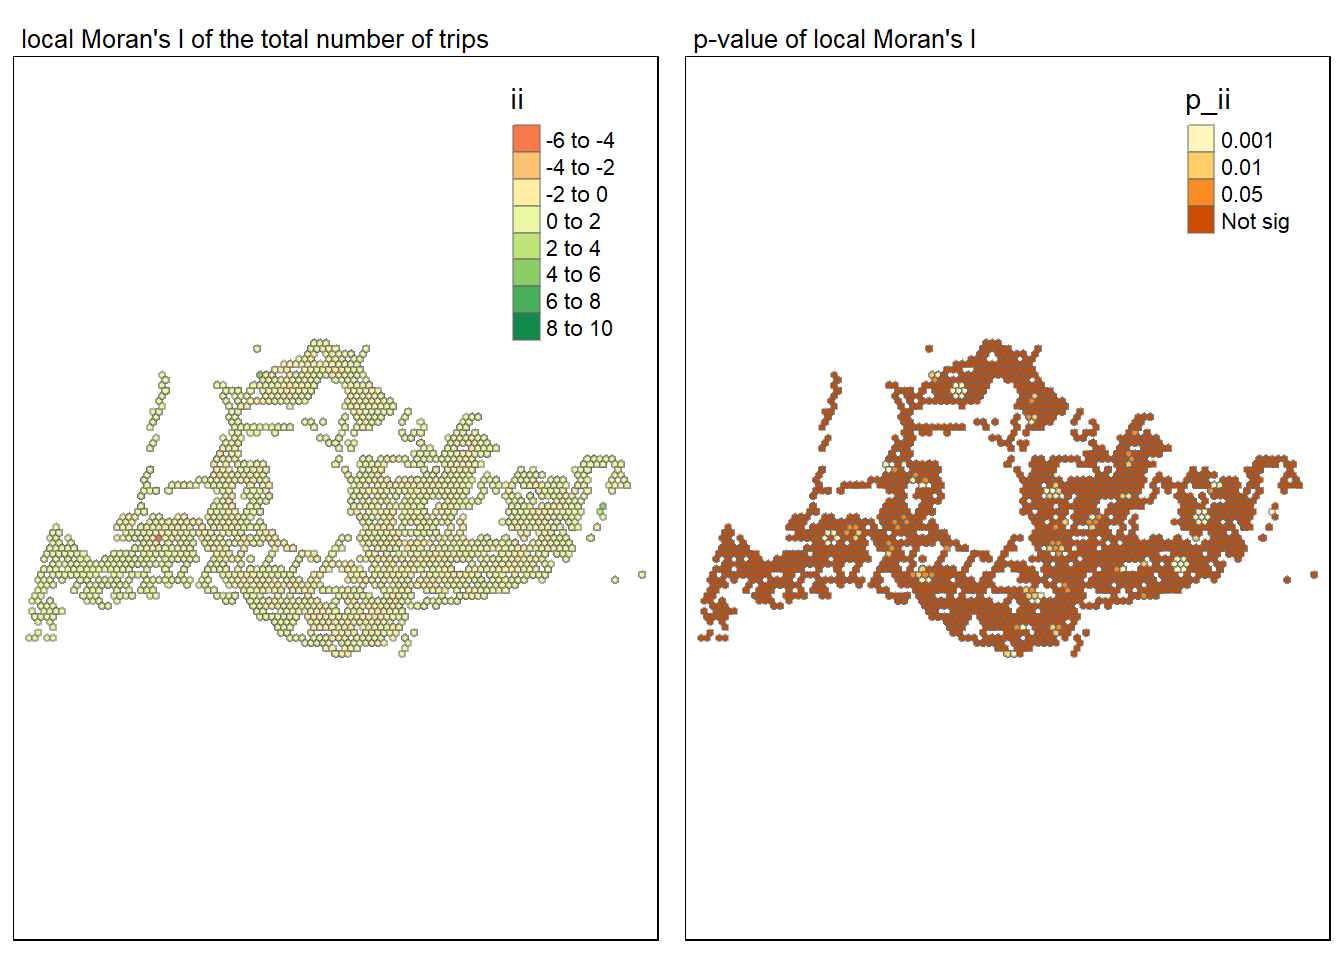 local Moran's I of the total number of trips
ii
-6 to -4
-4 to -2
-2 to 0
0 to 2
2 to 4
4 to 6
6 to 8
8 to 10
p-value of local Moran's I
p_ii
0.001
0.01
0.05
Not sig